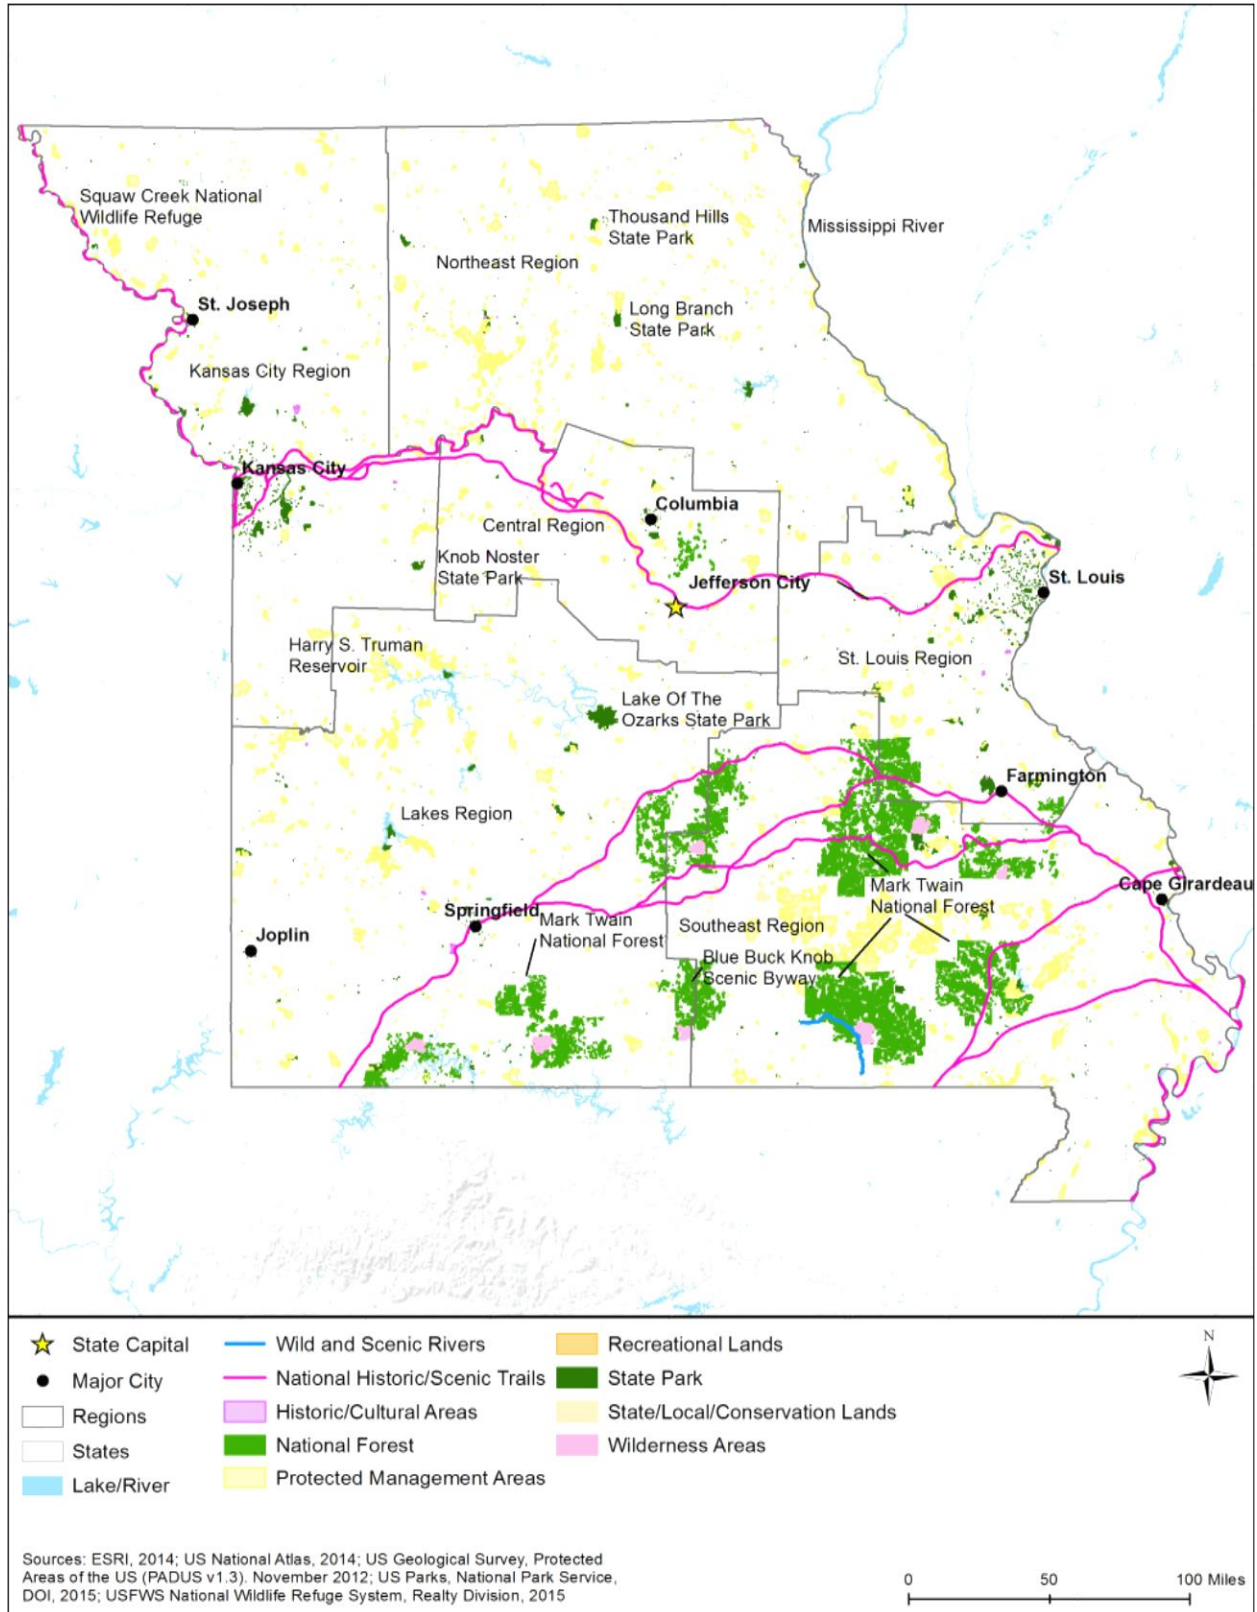 Squaw Creek National
Wildlife Refuge
Thousand Hills
State Park
Mississippi River
Northeast Region
St. Joseph
Long Branch
State Park
Kansas City Region
Kansas City
Columbia
Central Region
Knob Noster
State Park
Jefferson City
St. Louis
Harry S. Truman
Reservoir
St. Louis Region
Lake Of The
Ozarks State Park
Farmington
Lakes Region
Mark Twain
National Forest
Cape Girardeau
Springfield
Mark Twain
National Forest
Southeast Region
Joplin
Blue Buck Knob
Scenic Byway
State Capital
Major City
Regions
States
Lake/River
Wild and Scenic Rivers
National Historic/Scenic Trails
Historic/Cultural Areas
National Forest
Protected Management Areas
Recreational Lands
State Park
State/Local/Conservation Lands
Wilderness Areas
N
Sources: ESRI, 2014; US National Atlas, 2014; US Geological Survey, Protected
Areas of the US (PADUS v1.3). November 2012; US Parks, National Park Service,
DOI, 2015; USFWS National Wildlife Refuge System, Realty Division, 2015
0 50 100 Miles